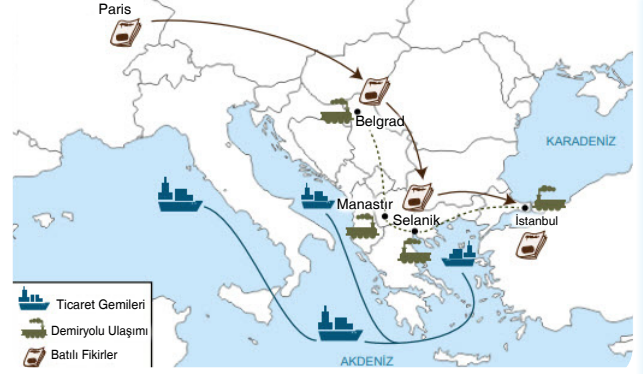 Paris
Belgrad
KARADENİZ
Manastır
Selanik
İstanbul
Ticaret Gemileri
Demiryolu Ulaşımı
Batılı Fikirler
AKDENİZ